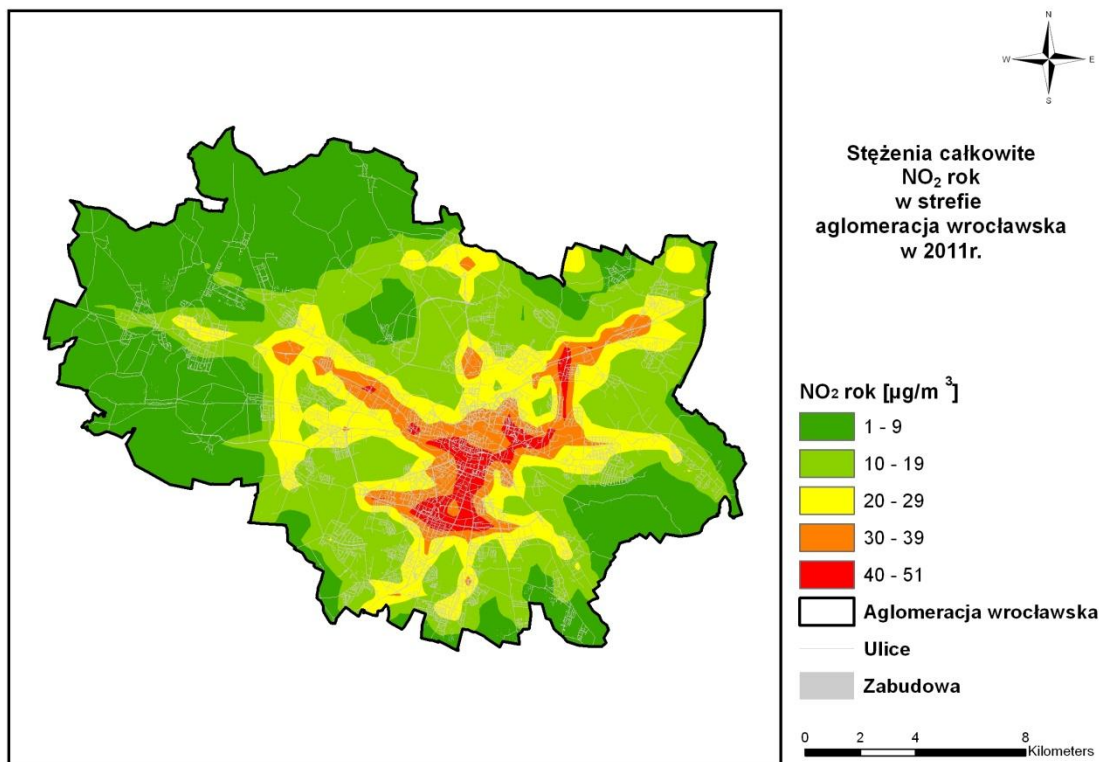 N
W E
S
Stężenia całkowite
NO₂ rok
w strefie
aglomeracja wrocławska
w 2011r.
NO₂ rok [µg/m³]
1 - 9
10 - 19
20 - 29
30 - 39
40 - 51
Aglomeracja wrocławska
Ulice
Zabudowa
0 2 4 8
Kilometers